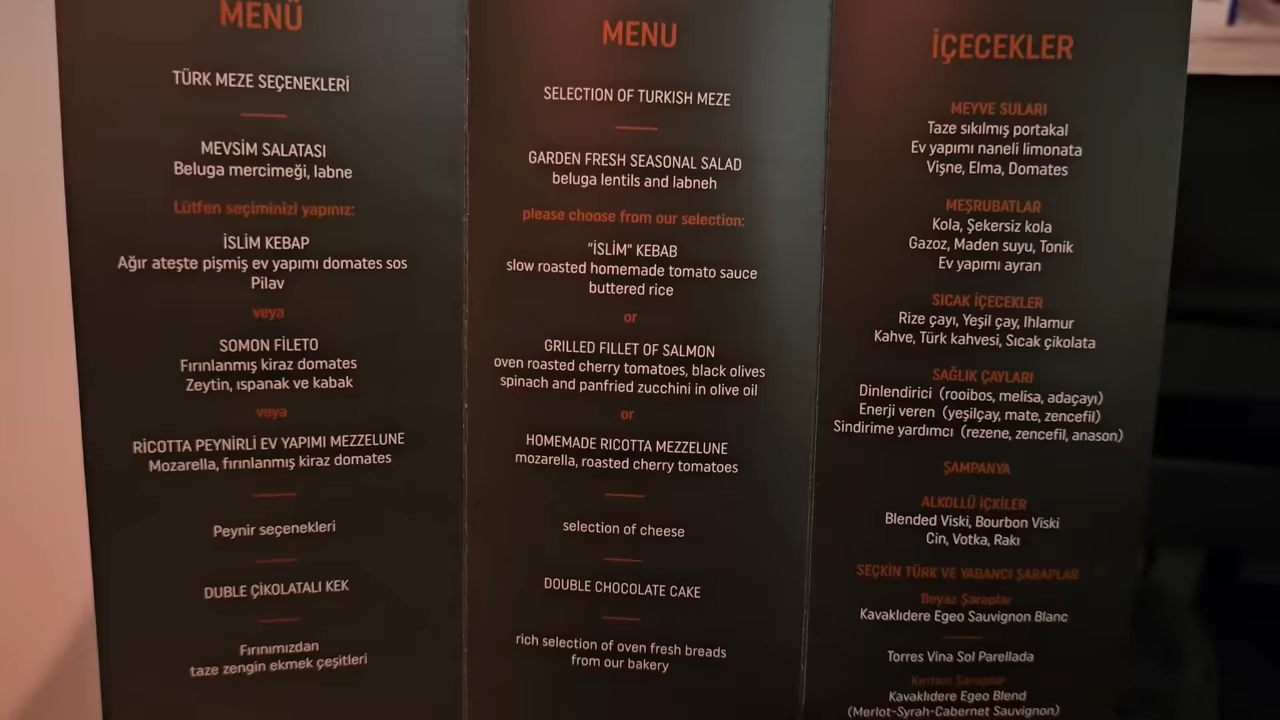 MENÜ
TÜRK MEZE SEÇENEKLERİ
MEVSİM SALATASI
Beluga mercimeği, labne
Lütfen seçiminizi yapınız:
İSLİM KEBAP
Ağır ateşte pişmiş ev yapımı domates sos
Pilav
veya
SOMON FİLETO
Fırınlanmış kiraz domates
Zeytin, ıspanak ve kabak
veya
RİCOTTA PEYNİRLİ EV YAPIMI MEZZELUNE
Mozarella, fırınlanmış kiraz domates
Peynir seçenekleri
DUBLE ÇİKOLATALI KEK
Fırınımızdan
taze zengin ekmek çeşitleri
MENU
SELECTION OF TURKISH MEZE
GARDEN FRESH SEASONAL SALAD
beluga lentils and labneh
please choose from our selection:
"İSLİM" KEBAB
slow roasted homemade tomato sauce
buttered rice
or
GRILLED FILLET OF SALMON
oven roasted cherry tomatoes, black olives
spinach and panfried zucchini in olive oil
or
HOMEMADE RICOTTA MEZZELUNE
mozarella, roasted cherry tomatoes
selection of cheese
DOUBLE CHOCOLATE CAKE
rich selection of oven fresh breads
from our bakery
İÇECEKLER
MEYVE SULARI
Taze sıkılmış portakal
Ev yapımı naneli limonata
Vişne, Elma, Domates
MEŞRUBATLAR
Kola, Şekersiz kola
Gazoz, Maden suyu, Tonik
Ev yapımı ayran
SICAK İÇECEKLER
Rize çayı, Yeşil çay, Ihlamur
Kahve, Türk kahvesi, Sıcak çikolata
SAĞLIK ÇAYLARI
Dinlendirici (rooibos, melisa, adaçayı)
Enerji veren (yeşilçay, mate, zencefil)
Sindirime yardımcı (rezene, zencefil, anason)
ŞAMPANYA
ALKOLLÜ İÇKİLER
Blended Viski, Bourbon Viski
Cin, Votka, Rakı
SEÇKİN TÜRK VE YABANCI ŞARAPLAR
Beyaz Şaraplar
Kavaklıdere Egeo Sauvignon Blanc
Torres Vina Sol Parellada
Kırmızı Şaraplar
Kavaklıdere Egeo Blend
(Merlot-Syrah-Cabernet Sauvignon)